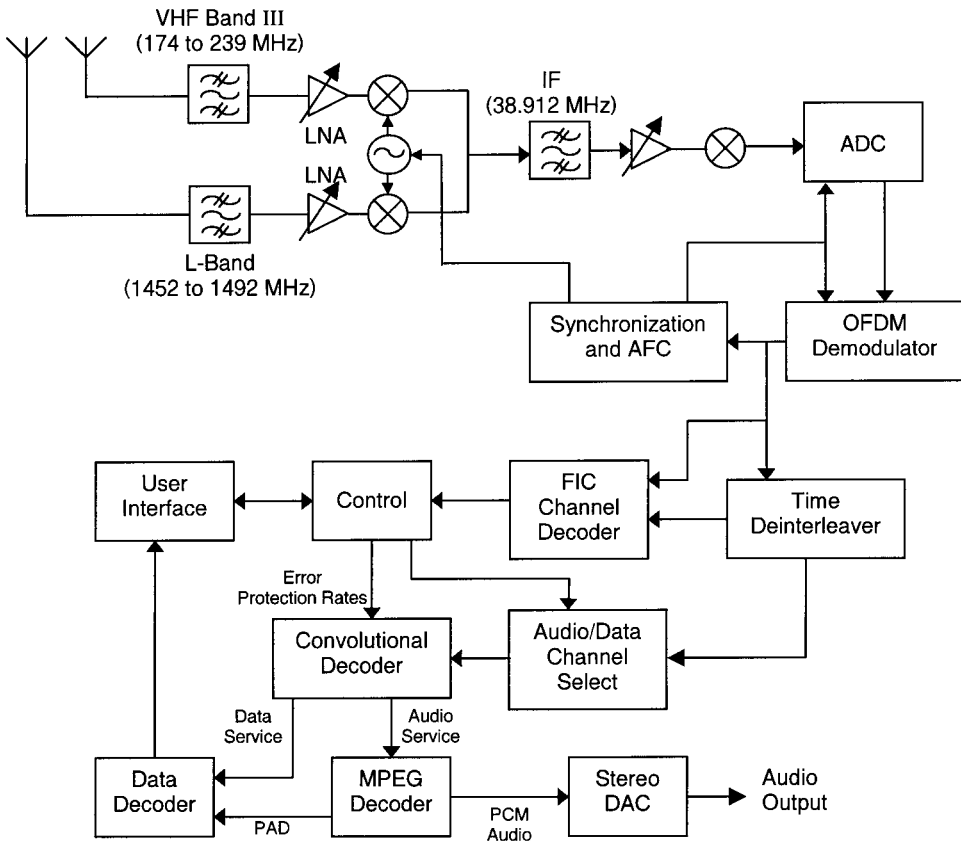 VHF Band III
(174 to 239 MHz)
LNA
LNA
L-Band
(1452 to 1492 MHz)
IF
(38.912 MHz)
ADC
Synchronization
and AFC
OFDM
Demodulator
User
Interface
Control
FIC
Channel
Decoder
Time
Deinterleaver
Error
Protection Rates
Convolutional
Decoder
Audio/Data
Channel
Select
Data
Service
Audio
Service
Data
Decoder
PAD
MPEG
Decoder
PCM
Audio
Stereo
DAC
Audio
Output